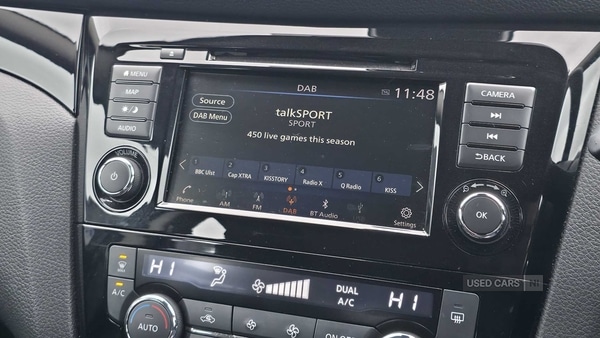 MENU
MAP
AUDIO
VOLUME
DAB
11:48
Source
DAB Menu
talkSPORT
SPORT
450 live games this season
1 BBC Ulst
2 Cap XTRA
3 KISSTORY
4 Radio X
5 Q Radio
6 KISS
Phone
AM
FM
DAB
BT Audio
Settings
CAMERA
BACK
OK
HI
DUAL
A/C
HI
A/C
AUTO
USED CARS NI